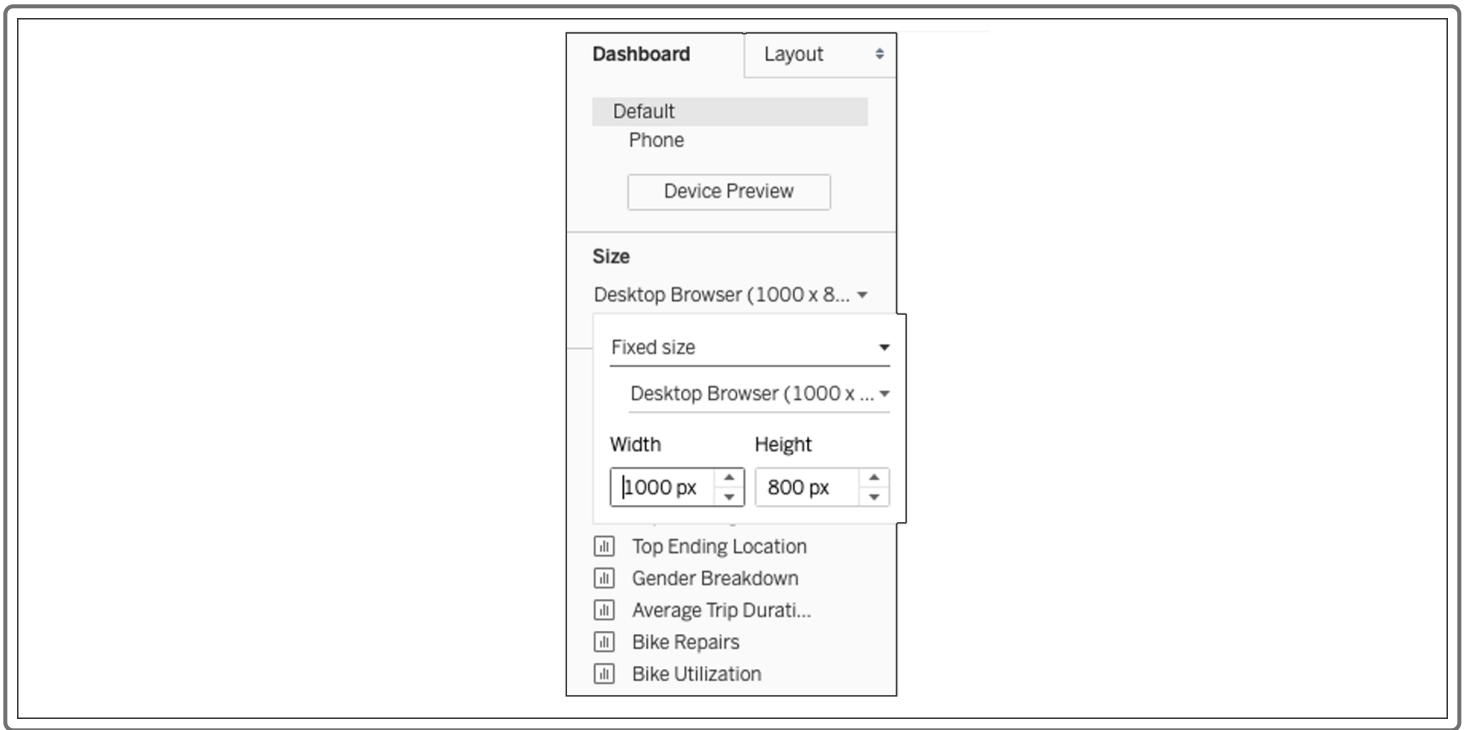 Dashboard Layout
Default
Phone
Device Preview
Size
Desktop Browser (1000 x 8...
Fixed size
Desktop Browser (1000 x ...
Width Height
1000 px 800 px
Top Ending Location
Gender Breakdown
Average Trip Durati...
Bike Repairs
Bike Utilization